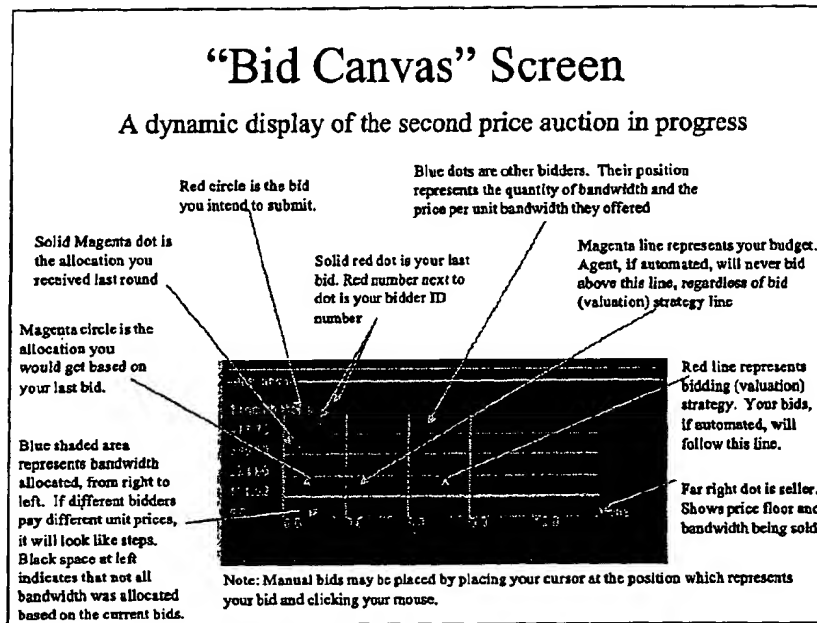 “Bid Canvas” Screen
A dynamic display of the second price auction in progress
Red circle is the bid
you intend to submit.
Blue dots are other bidders. Their position
represents the quantity of bandwidth and the
price per unit bandwidth they offered
Solid Magenta dot is
the allocation you
received last round
Solid red dot is your last
bid. Red number next to
dot is your bidder ID
number
Magenta line represents your budget.
Agent, if automated, will never bid
above this line, regardless of bid
(valuation) strategy line
Magenta circle is the
allocation you
would get based on
your last bid.
Red line represents
bidding (valuation)
strategy. Your bids,
if automated, will
follow this line.
Blue shaded area
represents bandwidth
allocated, from right to
left. If different bidders
pay different unit prices,
it will look like steps.
Black space at left
indicates that not all
bandwidth was allocated
based on the current bids.
Far right dot is seller.
Shows price floor and
bandwidth being sold
0.0
Note: Manual bids may be placed by placing your cursor at the position which represents
your bid and clicking your mouse.